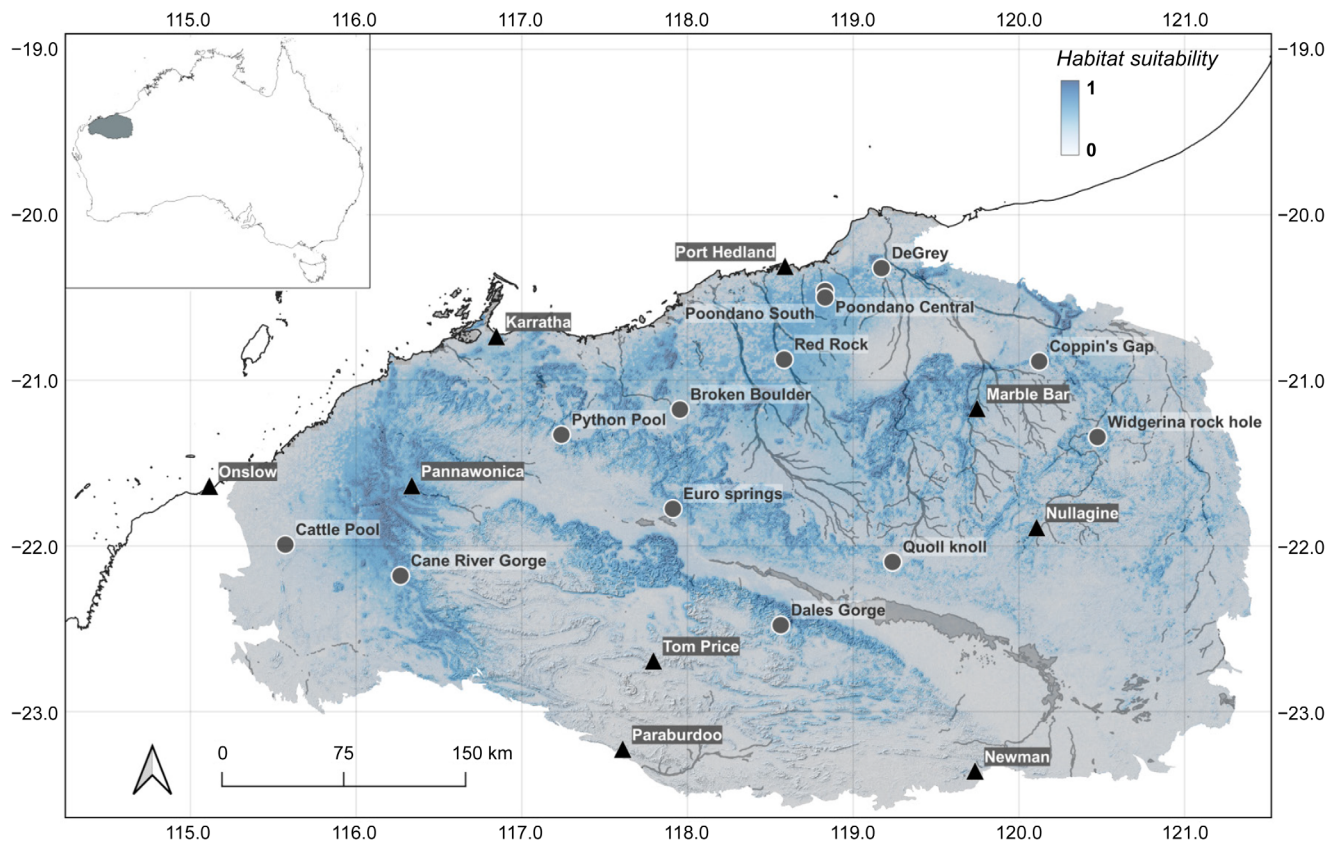 115.0 116.0 117.0 118.0 119.0 120.0 121.0
−19.0 −19.0
Habitat suitability
1
0
−20.0 −20.0
Port Hedland
DeGrey
Poondano South
Poondano Central
Karratha
Red Rock
Coppin's Gap
−21.0 −21.0
Broken Boulder
Marble Bar
Python Pool
Widgerina rock hole
Onslow
Pannawonica
Euro springs
Nullagine
Cattle Pool
−22.0 −22.0
Quoll knoll
Cane River Gorge
Dales Gorge
Tom Price
−23.0 −23.0
Paraburdoo
0 75 150 km
Newman
115.0 116.0 117.0 118.0 119.0 120.0 121.0